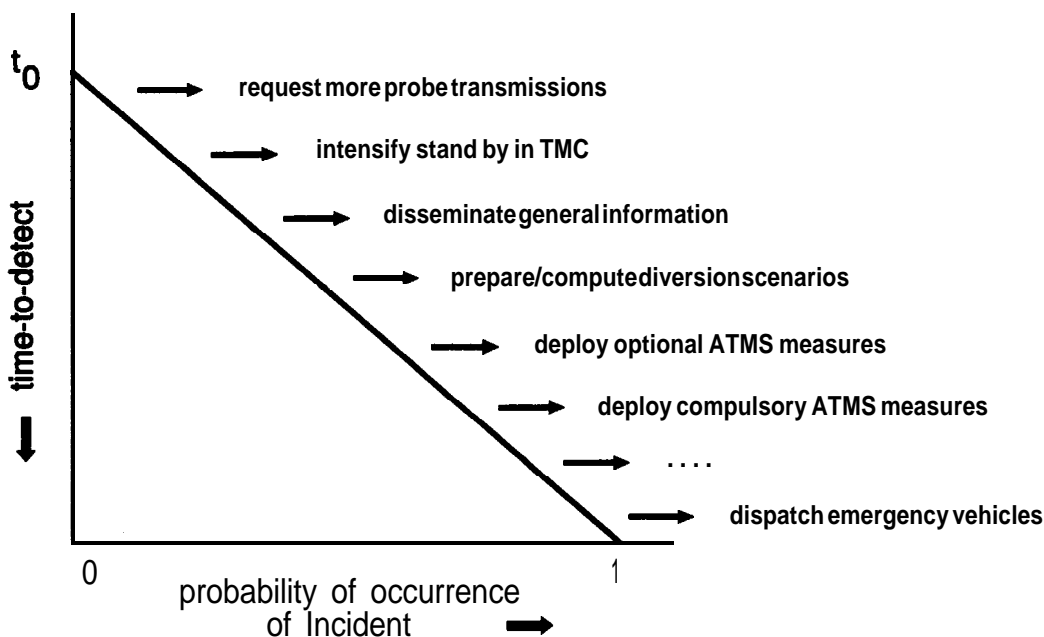 t0
request more probe transmissions
intensify stand by in TMC
disseminate general information
prepare/compute diversion scenarios
deploy optional ATMS measures
deploy compulsory ATMS measures
. . . .
dispatch emergency vehicles
time-to-detect
0
1
probability of occurrence
of Incident